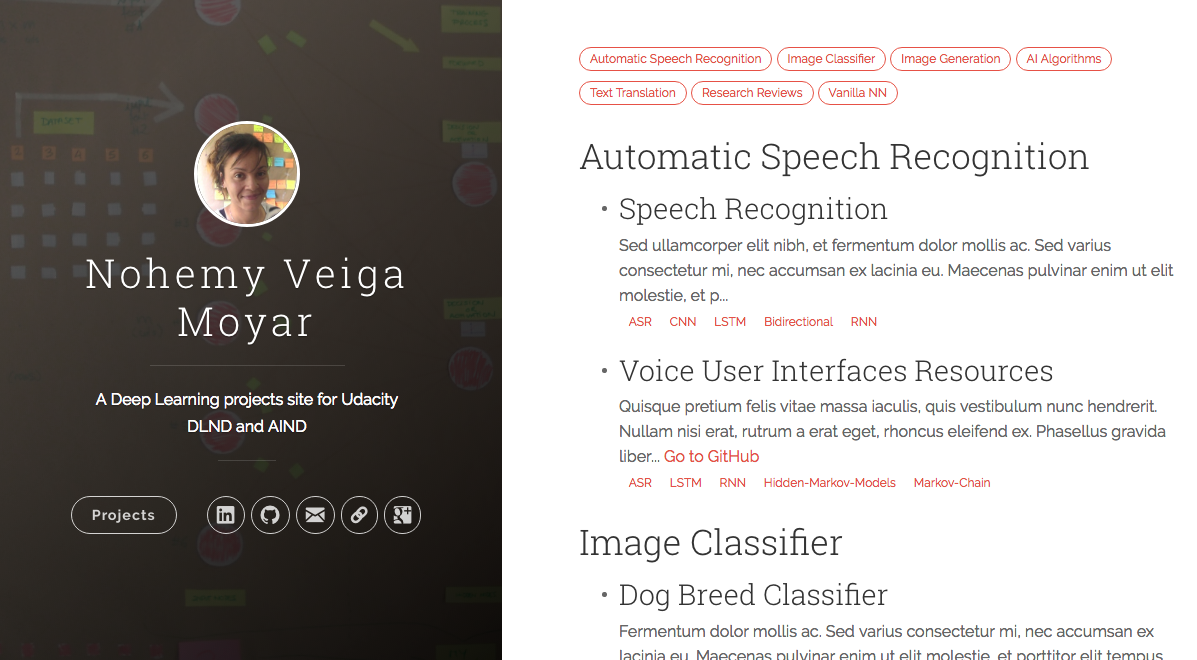 Nohemy Veiga
Moyar
A Deep Learning projects site for Udacity
DLND and AIND
Projects
Automatic Speech Recognition
Image Classifier
Image Generation
AI Algorithms
Text Translation
Research Reviews
Vanilla NN
Automatic Speech Recognition
Speech Recognition
Sed ullamcorper elit nibh, et fermentum dolor mollis ac. Sed varius
consectetur mi, nec accumsan ex lacinia eu. Maecenas pulvinar enim ut elit
molestie, et p...
ASR CNN LSTM Bidirectional RNN
Voice User Interfaces Resources
Quisque pretium felis vitae massa iaculis, quis vestibulum nunc hendrerit.
Nullam nisi erat, rutrum a erat eget, rhoncus eleifend ex. Phasellus gravida
liber... Go to GitHub
ASR LSTM RNN Hidden-Markov-Models Markov-Chain
Image Classifier
Dog Breed Classifier
Fermentum dolor mollis ac. Sed varius consectetur mi, nec accumsan ex
lacinia eu. Maecenas pulvinar enim ut elit molestie, et porttitor elit tempus